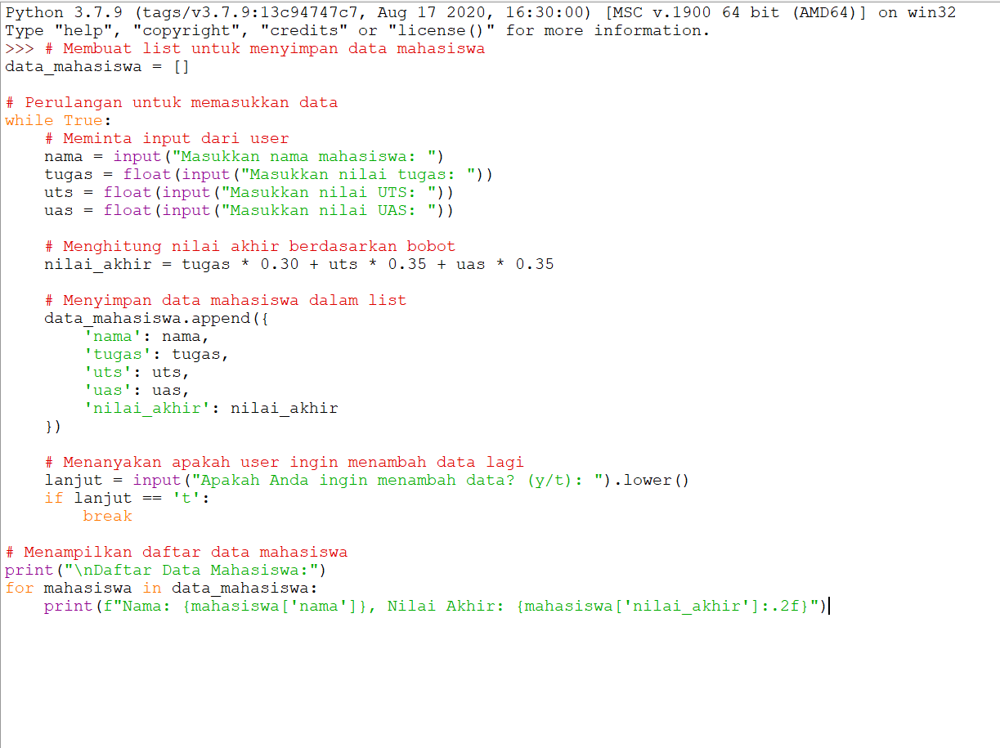 Python 3.7.9 (tags/v3.7.9:13c94747c7, Aug 17 2020, 16:30:00) [MSC v.1900 64 bit (AMD64)] on win32
Type "help", "copyright", "credits" or "license()" for more information.
>>> # Membuat list untuk menyimpan data mahasiswa
data_mahasiswa = []

# Perulangan untuk memasukkan data
while True:
    # Meminta input dari user
    nama = input("Masukkan nama mahasiswa: ")
    tugas = float(input("Masukkan nilai tugas: "))
    uts = float(input("Masukkan nilai UTS: "))
    uas = float(input("Masukkan nilai UAS: "))

    # Menghitung nilai akhir berdasarkan bobot
    nilai_akhir = tugas * 0.30 + uts * 0.35 + uas * 0.35

    # Menyimpan data mahasiswa dalam list
    data_mahasiswa.append({
        'nama': nama,
        'tugas': tugas,
        'uts': uts,
        'uas': uas,
        'nilai_akhir': nilai_akhir
    })

    # Menanyakan apakah user ingin menambah data lagi
    lanjut = input("Apakah Anda ingin menambah data? (y/t): ").lower()
    if lanjut == 't':
        break

# Menampilkan daftar data mahasiswa
print("\nDaftar Data Mahasiswa:")
for mahasiswa in data_mahasiswa:
    print(f"Nama: {mahasiswa['nama']}, Nilai Akhir: {mahasiswa['nilai_akhir']:.2f}")